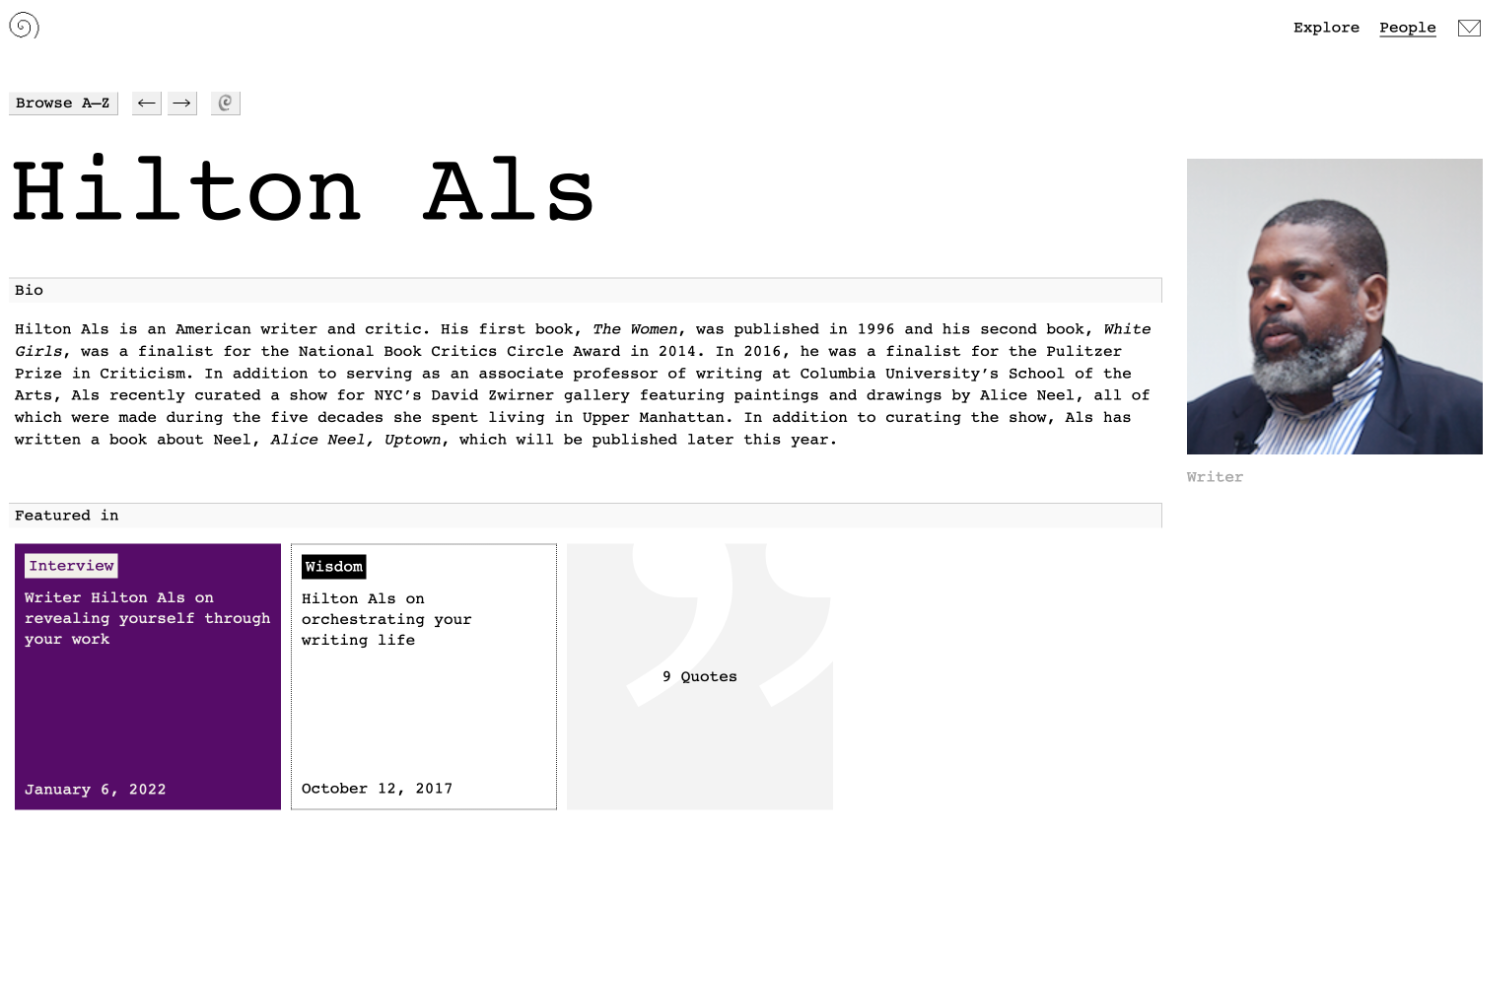 Explore People
Browse A–Z ← →
Hilton Als
Bio
Hilton Als is an American writer and critic. His first book, The Women, was published in 1996 and his second book, White
Girls, was a finalist for the National Book Critics Circle Award in 2014. In 2016, he was a finalist for the Pulitzer
Prize in Criticism. In addition to serving as an associate professor of writing at Columbia University’s School of the
Arts, Als recently curated a show for NYC’s David Zwirner gallery featuring paintings and drawings by Alice Neel, all of
which were made during the five decades she spent living in Upper Manhattan. In addition to curating the show, Als has
written a book about Neel, Alice Neel, Uptown, which will be published later this year.
Writer
Featured in
Interview
Writer Hilton Als on
revealing yourself through
your work
January 6, 2022
Wisdom
Hilton Als on
orchestrating your
writing life
October 12, 2017
9 Quotes